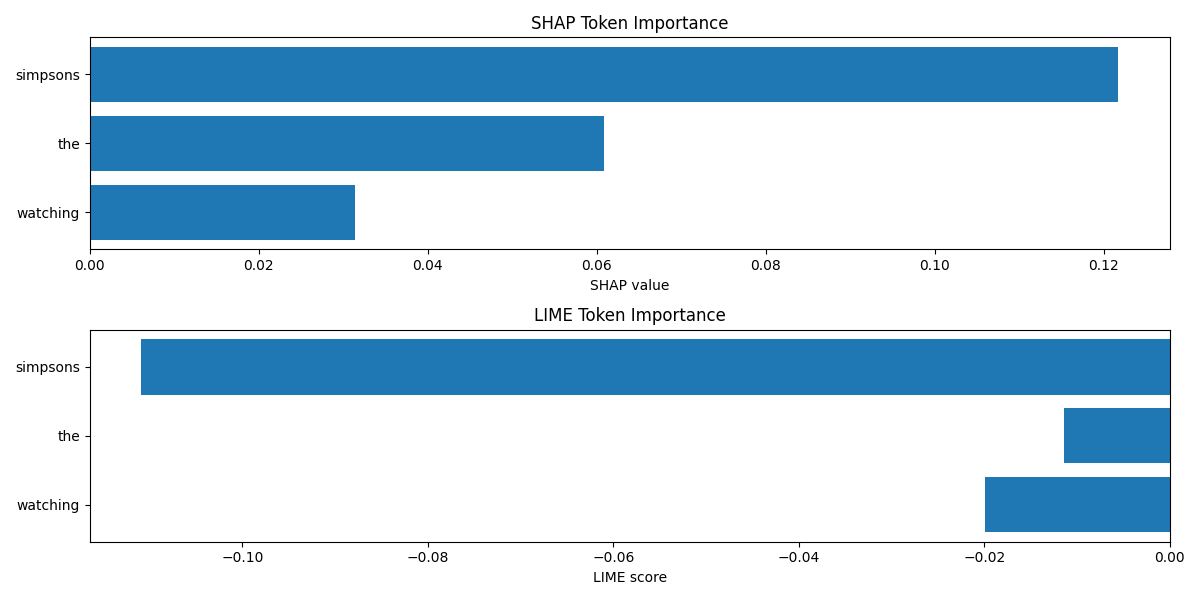 SHAP Token Importance
simpsons
the
watching
0.00 0.02 0.04 0.06 0.08 0.10 0.12
SHAP value
LIME Token Importance
simpsons
the
watching
−0.10 −0.08 −0.06 −0.04 −0.02 0.00
LIME score